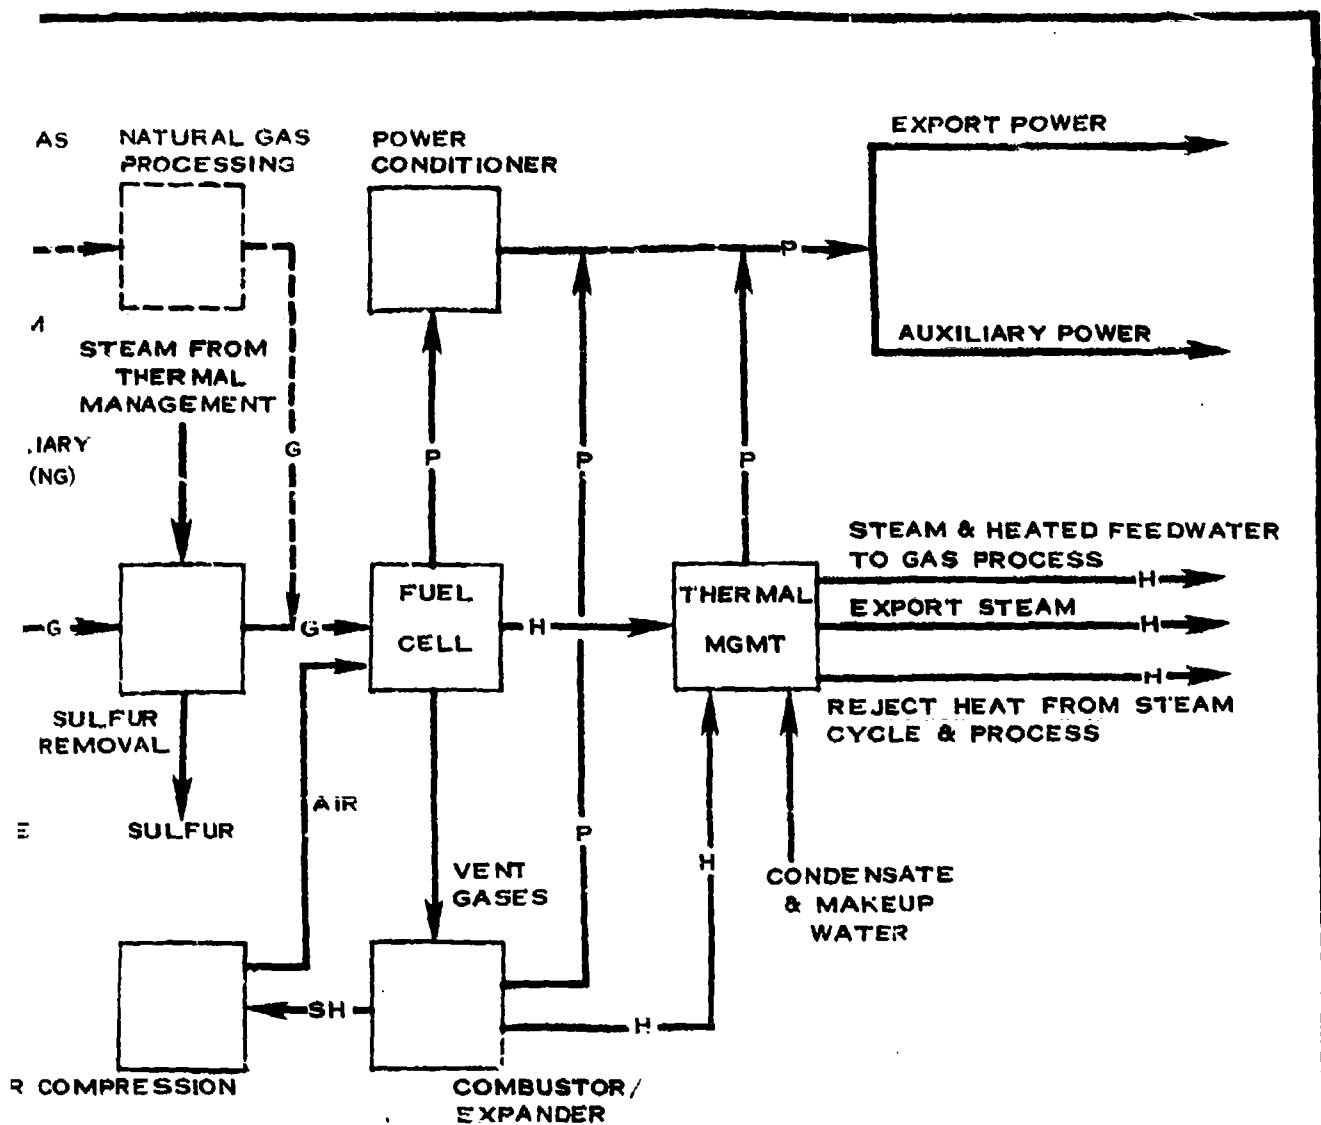 AS
NATURAL GAS
PROCESSING
POWER
CONDITIONER
EXPORT POWER
P
AUXILIARY POWER
STEAM FROM
THERMAL
MANAGEMENT
IARY
(NG)
G
P
P
P
STEAM & HEATED FEEDWATER
TO GAS PROCESS
H
EXPORT STEAM
H
H
REJECT HEAT FROM STEAM
CYCLE & PROCESS
G
G
FUEL
CELL
H
THERMAL
MGMT
SULFUR
REMOVAL
AIR
E
SULFUR
P
H
VENT
GASES
CONDENSATE
& MAKEUP
WATER
SH
H
R COMPRESSION
COMBUSTOR/
EXPANDER